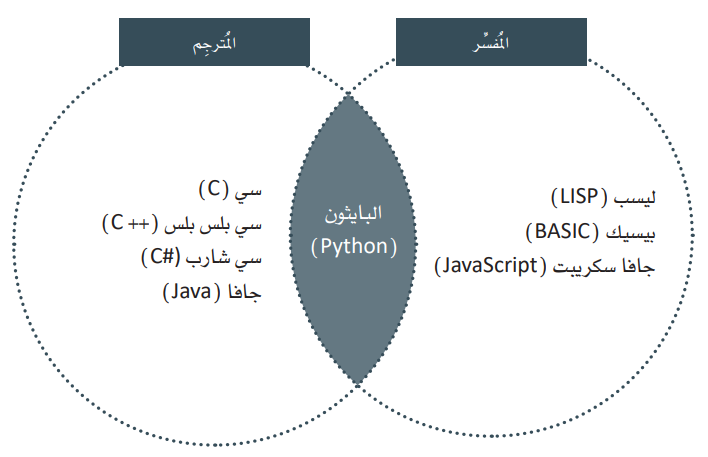 المُفسِّر
المُترجِم
ليسب (LISP)
بيسيك (BASIC)
جافا سكريبت (JavaScript)
البايثون
(Python)
سي (C)
سي بلس بلس (C ++)
سي شارب (C#)
جافا (Java)